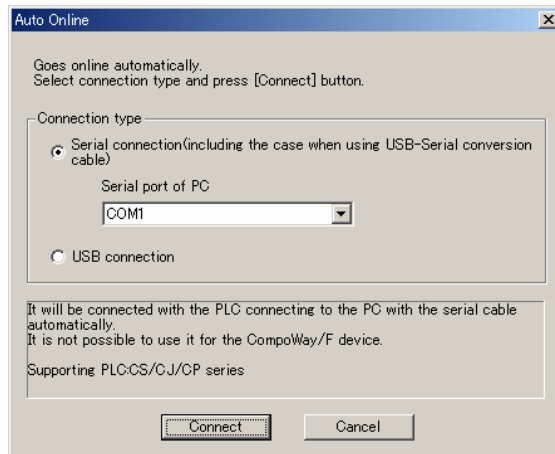 Auto Online
Goes online automatically.
Select connection type and press [Connect] button.
Connection type
Serial connection(including the case when using USB-Serial conversion
cable)
Serial port of PC
COM1
USB connection
It will be connected with the PLC connecting to the PC with the serial cable
automatically.
It is not possible to use it for the CompoWay/F device.
Supporting PLC:CS/CJ/CP series
Connect
Cancel